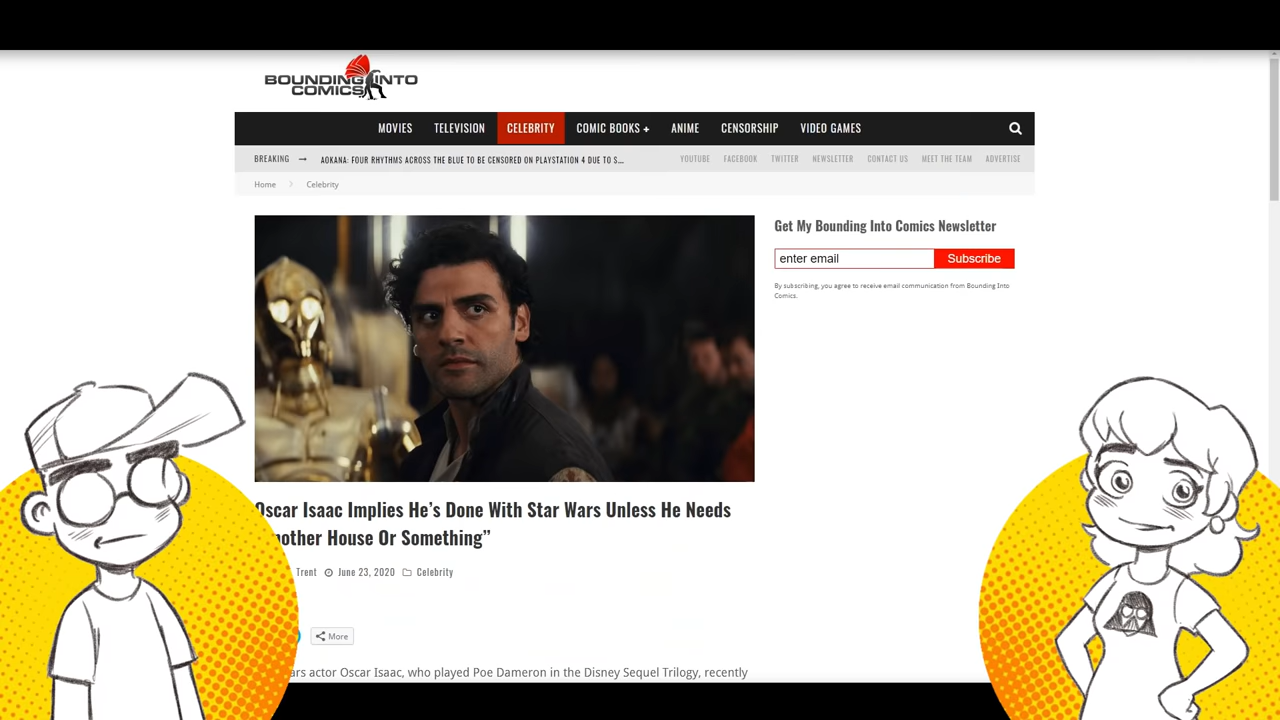 BOUNDING INTO
COMICS
MOVIES TELEVISION CELEBRITY COMIC BOOKS + ANIME CENSORSHIP VIDEO GAMES
BREAKING → AOKANA: FOUR RHYTHMS ACROSS THE BLUE TO BE CENSORED ON PLAYSTATION 4 DUE TO S... YOUTUBE FACEBOOK TWITTER NEWSLETTER CONTACT US MEET THE TEAM ADVERTISE
Home > Celebrity
Get My Bounding Into Comics Newsletter
enter email Subscribe
By subscribing, you agree to receive email communication from Bounding Into
Comics.
Oscar Isaac Implies He's Done With Star Wars Unless He Needs
nother House Or Something”
Trent June 23, 2020 Celebrity
More
ars actor Oscar Isaac, who played Poe Dameron in the Disney Sequel Trilogy, recently